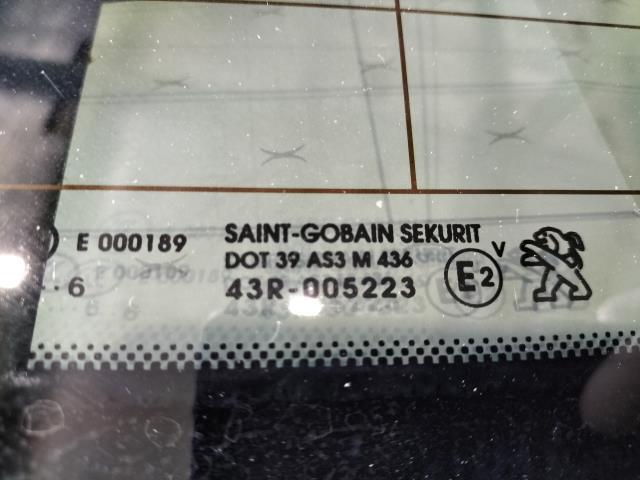 E 000189
..6
SAINT-GOBAIN SEKURIT
DOT 39 AS3 M 436
43R-005223
E2
V